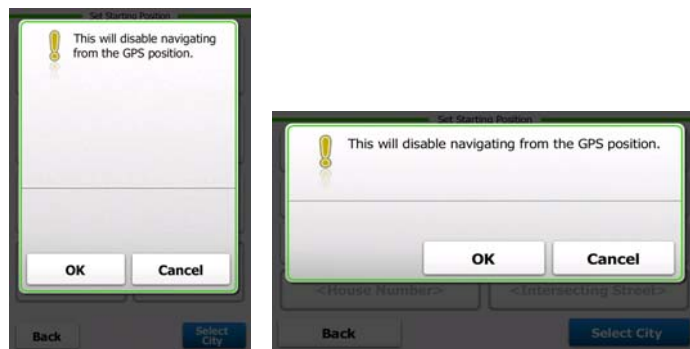 Set Starting Position
This will disable navigating
from the GPS position.
OK Cancel
Back Select
City
Set Starting Position
This will disable navigating from the GPS position.
OK Cancel
<House Number> <Intersecting Street>
Back Select City